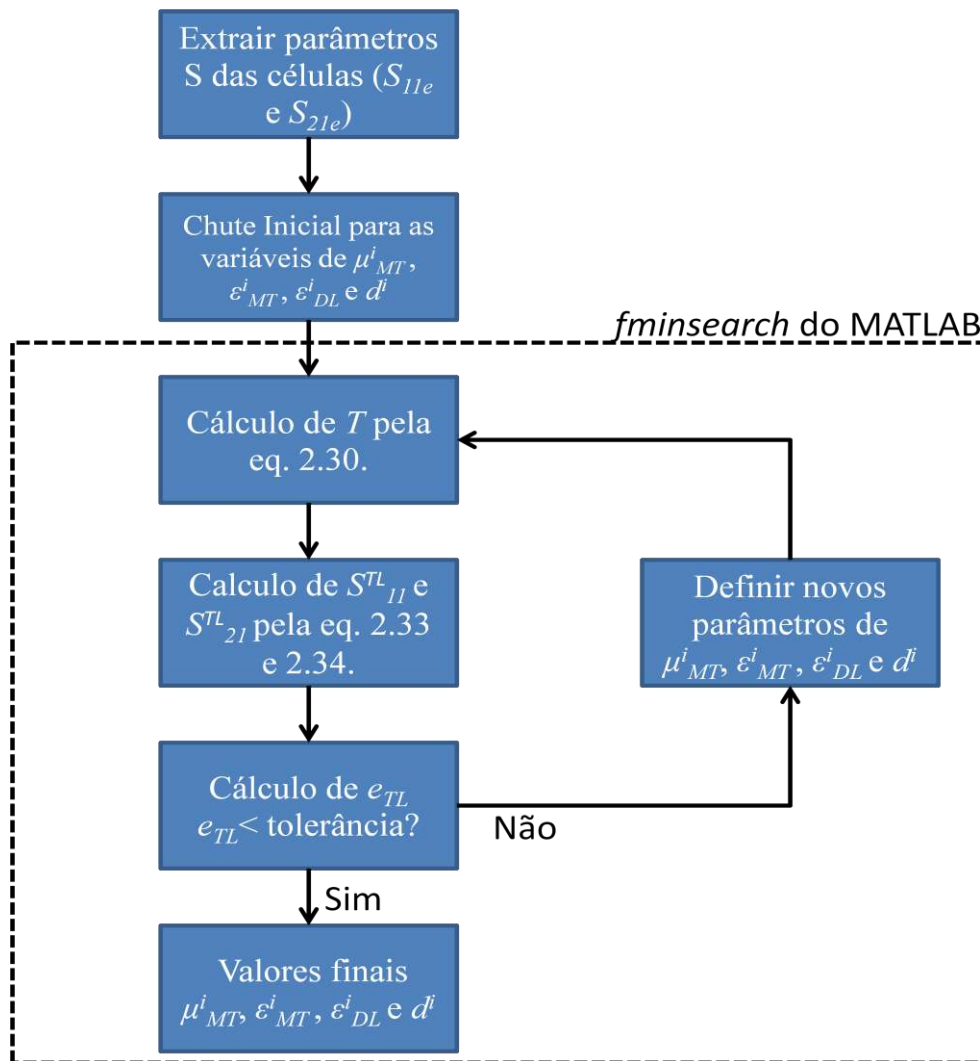 Extrair parâmetros
S das células (S11e
e S21e)
Chute Inicial para as
variáveis de μiMT,
εiMT, εiDL e di
fminsearch do MATLAB
Cálculo de T pela
eq. 2.30.
Calculo de STL11 e
STL21 pela eq. 2.33
e 2.34.
Definir novos
parâmetros de
μiMT, εiMT, εiDL e di
Cálculo de eTL
eTL< tolerância?
Não
Sim
Valores finais
μiMT, εiMT, εiDL e di